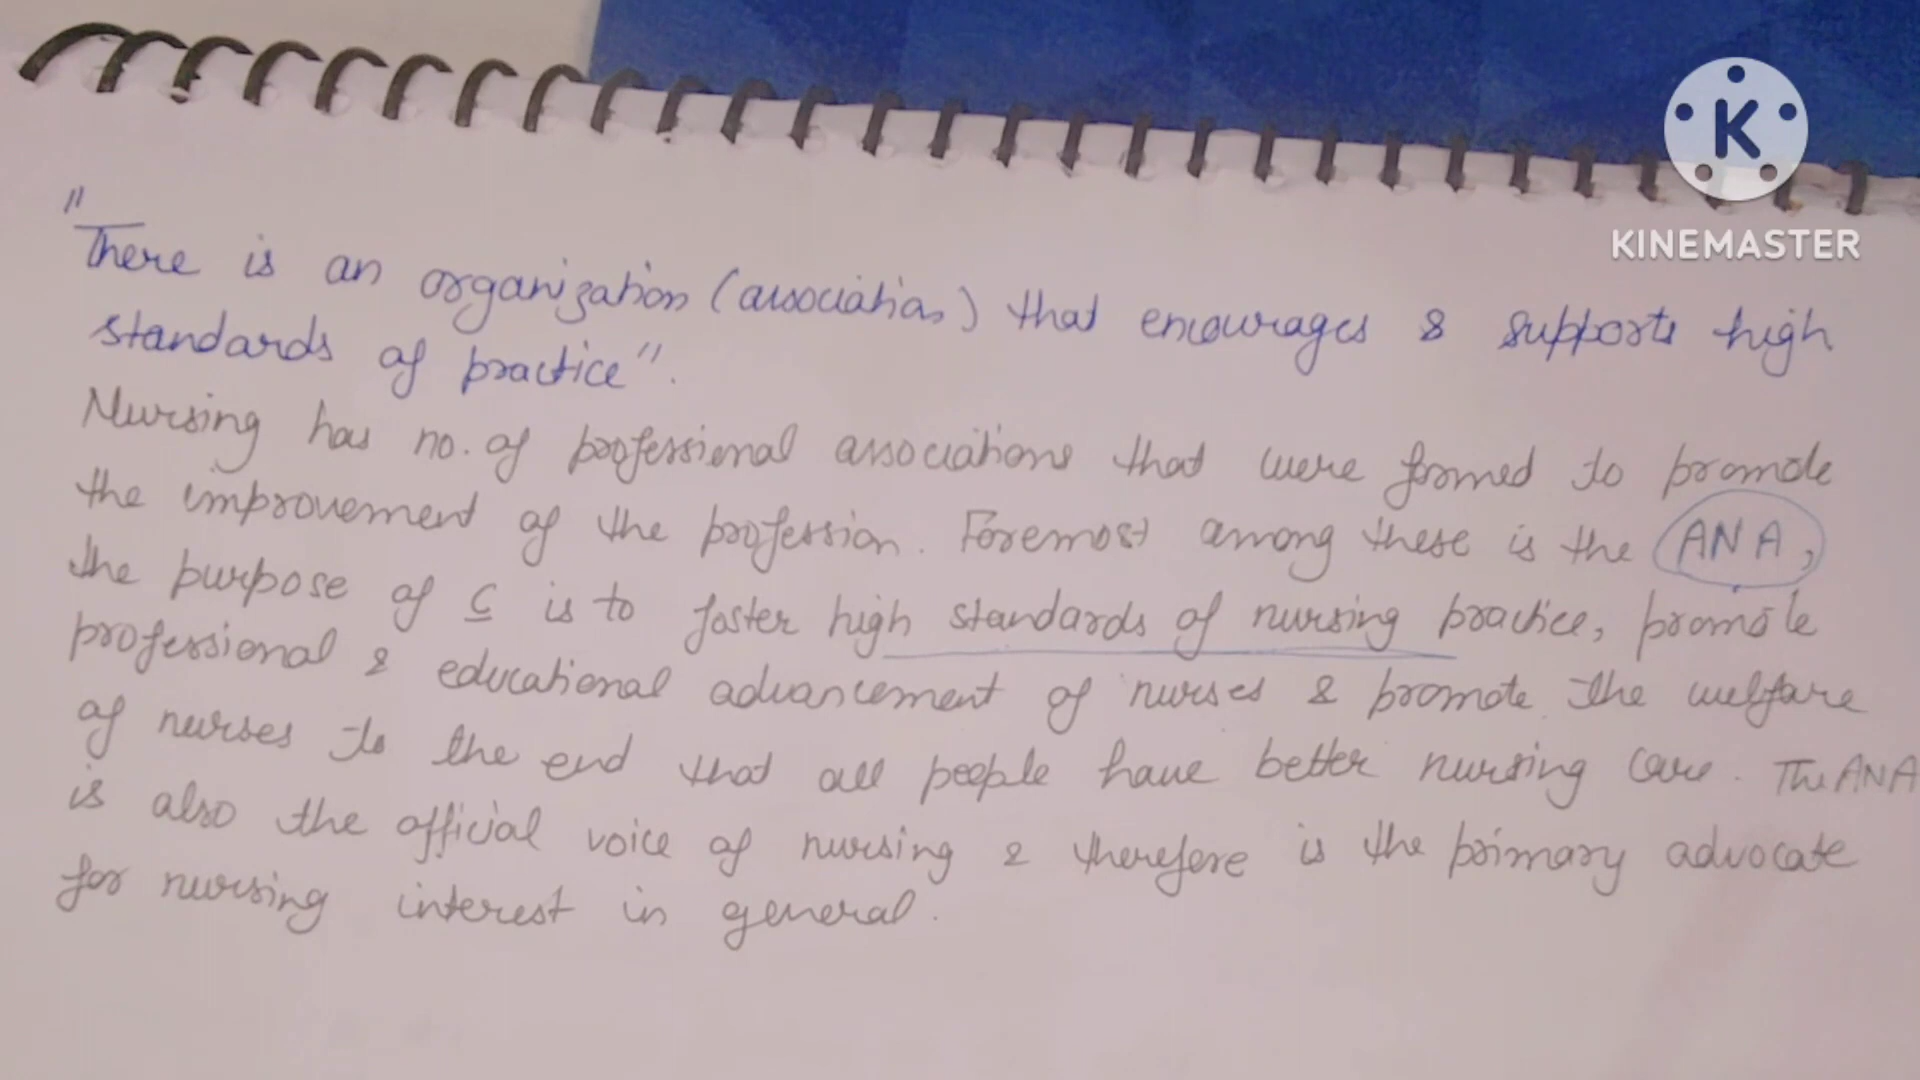 K
KINEMASTER
"There is an organization (association) that encourages & supports high
standards of practice".
Nursing has no. of professional associations that were formed to promote
the improvement of the profession. Foremost among these is the ANA,
the purpose of C is to foster high standards of nursing practice, promote
professional & educational advancement of nurses & promote the welfare
of nurses to the end that all people have better nursing care. The ANA
is also the official voice of nursing & therefore is the primary advocate
for nursing interest in general.